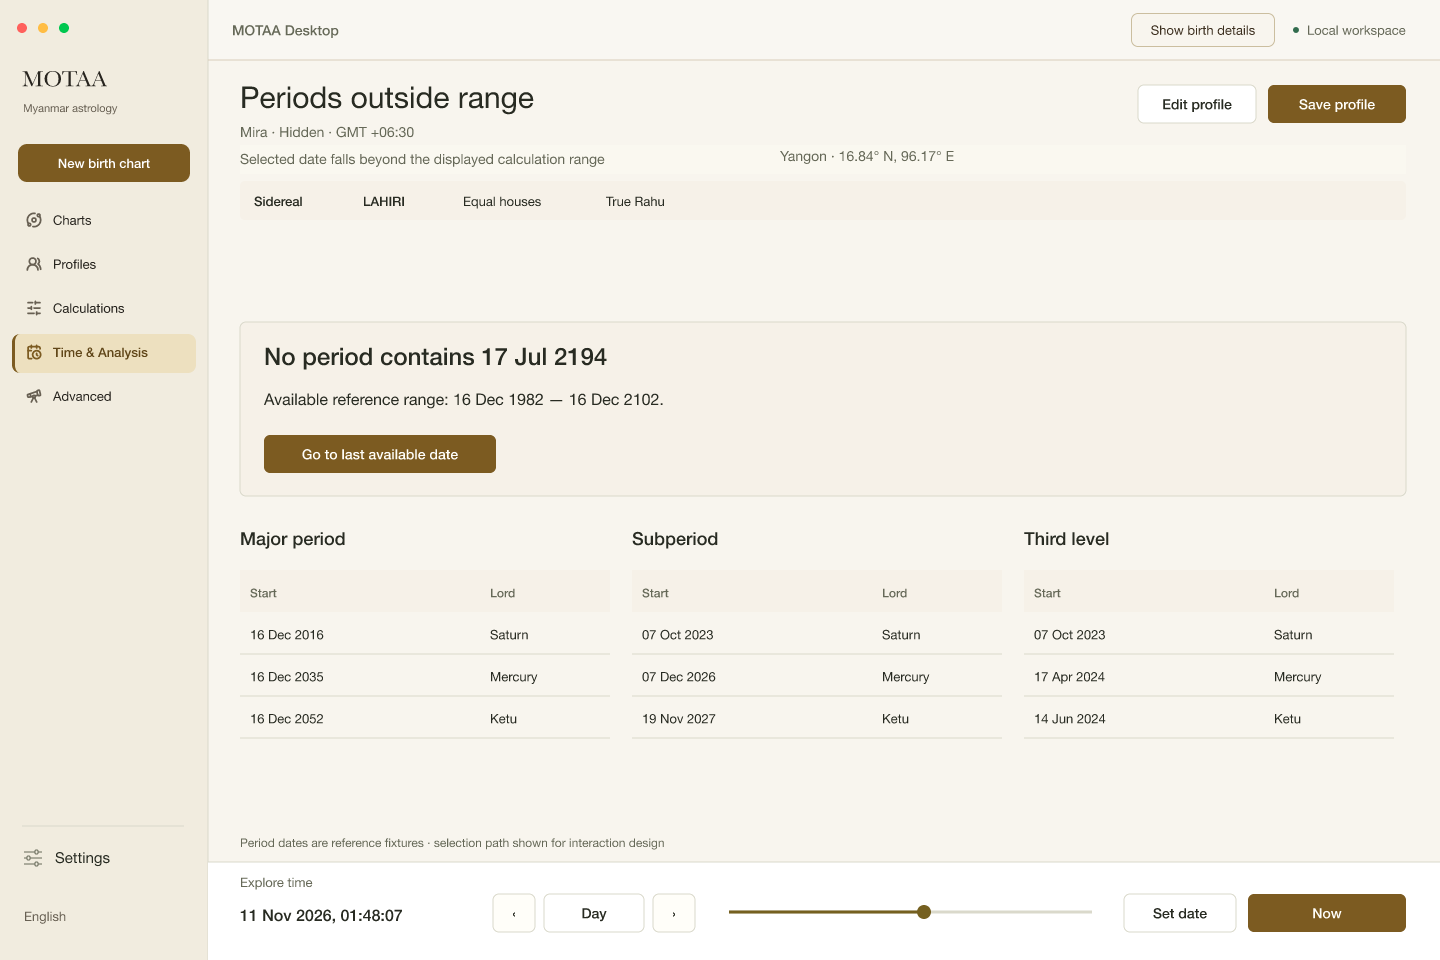 MOTAA
Myanmar astrology
New birth chart
Charts
Profiles
Calculations
Time & Analysis
Advanced
Settings
English
MOTAA Desktop
Show birth details
Local workspace
Periods outside range
Edit profile
Save profile
Mira · Hidden · GMT +06:30
Selected date falls beyond the displayed calculation range
Yangon · 16.84° N, 96.17° E
Sidereal LAHIRI Equal houses True Rahu
No period contains 17 Jul 2194
Available reference range: 16 Dec 1982 — 16 Dec 2102.
Go to last available date
Major period
Start Lord
16 Dec 2016 Saturn
16 Dec 2035 Mercury
16 Dec 2052 Ketu
Subperiod
Start Lord
07 Oct 2023 Saturn
07 Dec 2026 Mercury
19 Nov 2027 Ketu
Third level
Start Lord
07 Oct 2023 Saturn
17 Apr 2024 Mercury
14 Jun 2024 Ketu
Period dates are reference fixtures · selection path shown for interaction design
Explore time
11 Nov 2026, 01:48:07
‹ Day ›
Set date
Now